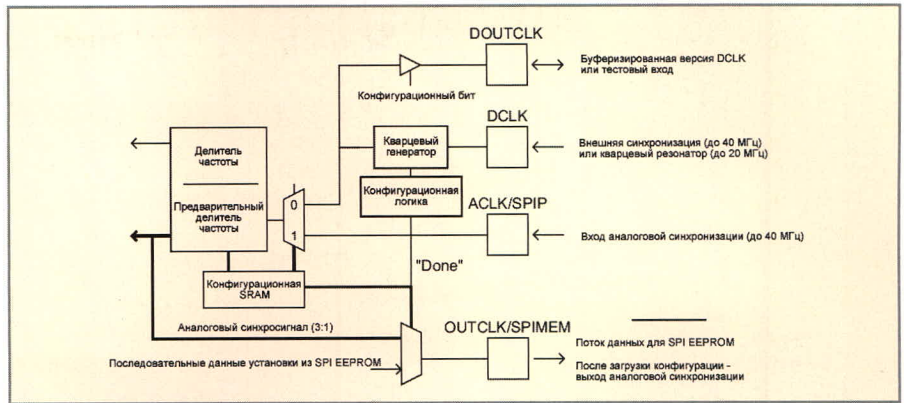 DOUTCLK
Буферизированная версия DCLK
или тестовый вход
Конфигурационный бит
DCLK
Делитель
частоты
Кварцевый
генератор
Внешняя синхронизация (до 40 МГц)
или кварцевый резонатор (до 20 МГц)
Конфигурационная
логика
Предварительный
делитель
частоты
0
1
ACLK/SPIP
Вход аналоговой синхронизации (до 40 МГц)
"Done"
Конфигурационная
SRAM
Аналоговый синхросигнал (3:1)
OUTCLK/SPIMEM
Поток данных для SPI EEPROM
Последовательные данные установки из SPI EEPROM
После загрузки конфигурации -
выход аналоговой синхронизации